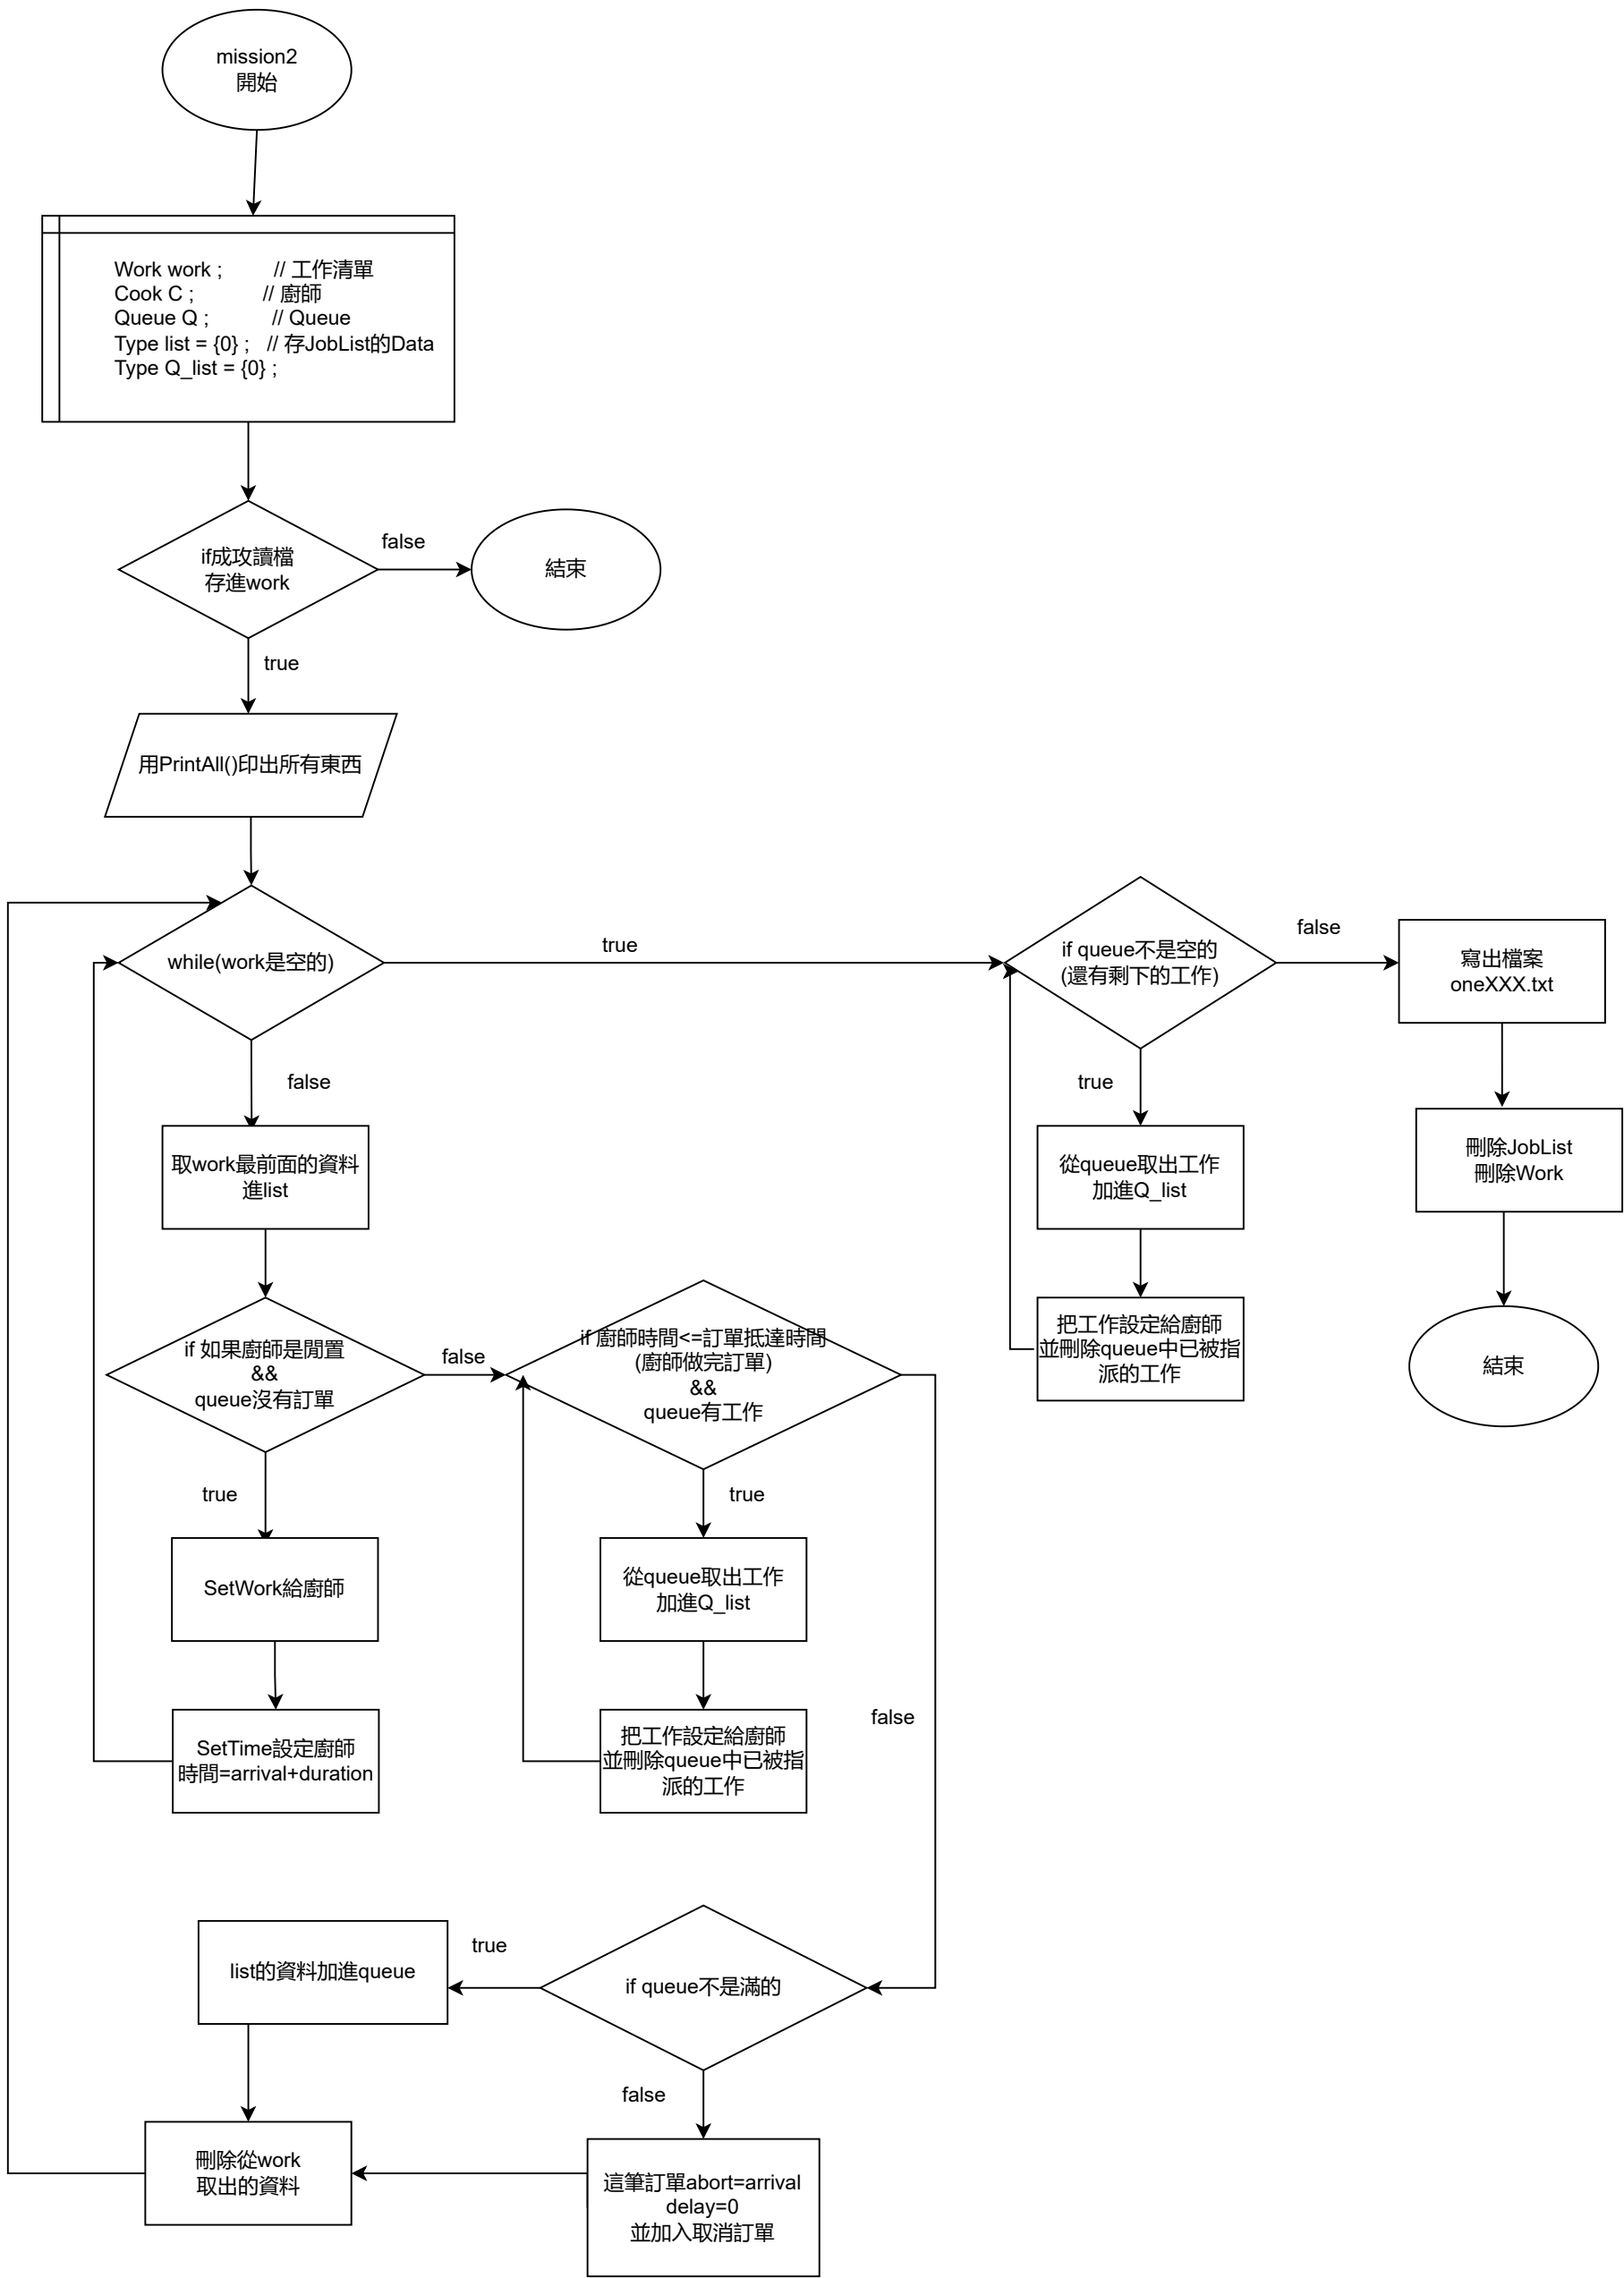 mission2
開始
Work work ; // 工作清單
Cook C ; // 廚師
Queue Q ; // Queue
Type list = {0} ; // 存JobList的Data
Type Q_list = {0} ;
if成攻讀檔
存進work
false
結束
true
用PrintAll()印出所有東西
while(work是空的)
true
if queue不是空的
(還有剩下的工作)
false
寫出檔案
oneXXX.txt
false
取work最前面的資料
進list
true
從queue取出工作
加進Q_list
刪除JobList
刪除Work
if 如果廚師是閒置
&&
queue沒有訂單
false
if 廚師時間<=訂單抵達時間
(廚師做完訂單)
&&
queue有工作
把工作設定給廚師
並刪除queue中已被指
派的工作
結束
true
SetWork給廚師
true
從queue取出工作
加進Q_list
SetTime設定廚師
時間=arrival+duration
把工作設定給廚師
並刪除queue中已被指
派的工作
false
list的資料加進queue
true
if queue不是滿的
false
刪除從work
取出的資料
這筆訂單abort=arrival
delay=0
並加入取消訂單